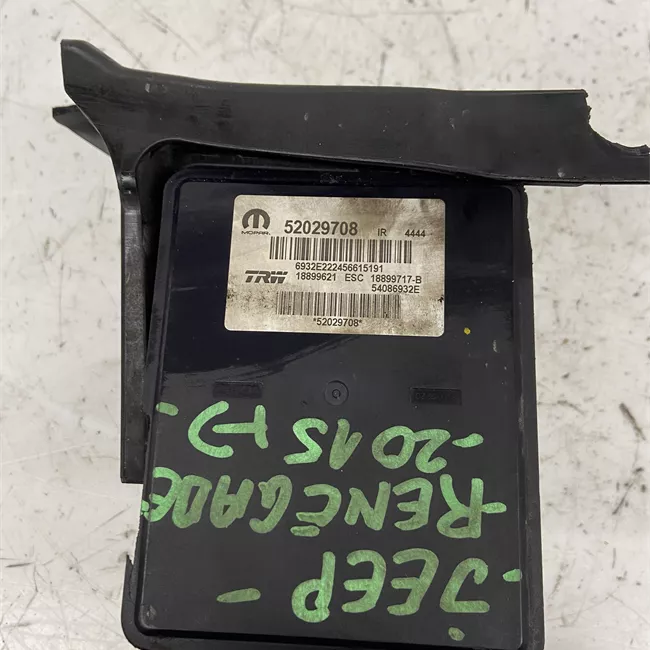 MOPAR. 52029708 IR 4444
6932E222456615191
TRW 18899621 ESC 18899717-B
54086932E
*52029708*
JEEP -
-RENEGADE
-2015 D-